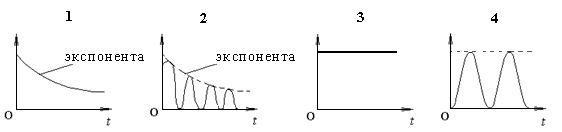 1 2 3 4
экспонента экспонента
O t O t O t O t